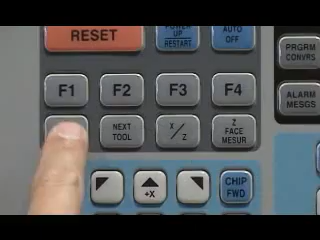 RESET
POWER
UP/
RESTART
AUTO
OFF
PRGRM
CONVRS
F1
F2
F3
F4
ALARM
MESGS
NEXT
TOOL
X/Z
Z
FACE
MESUR
+X
CHIP
FWD